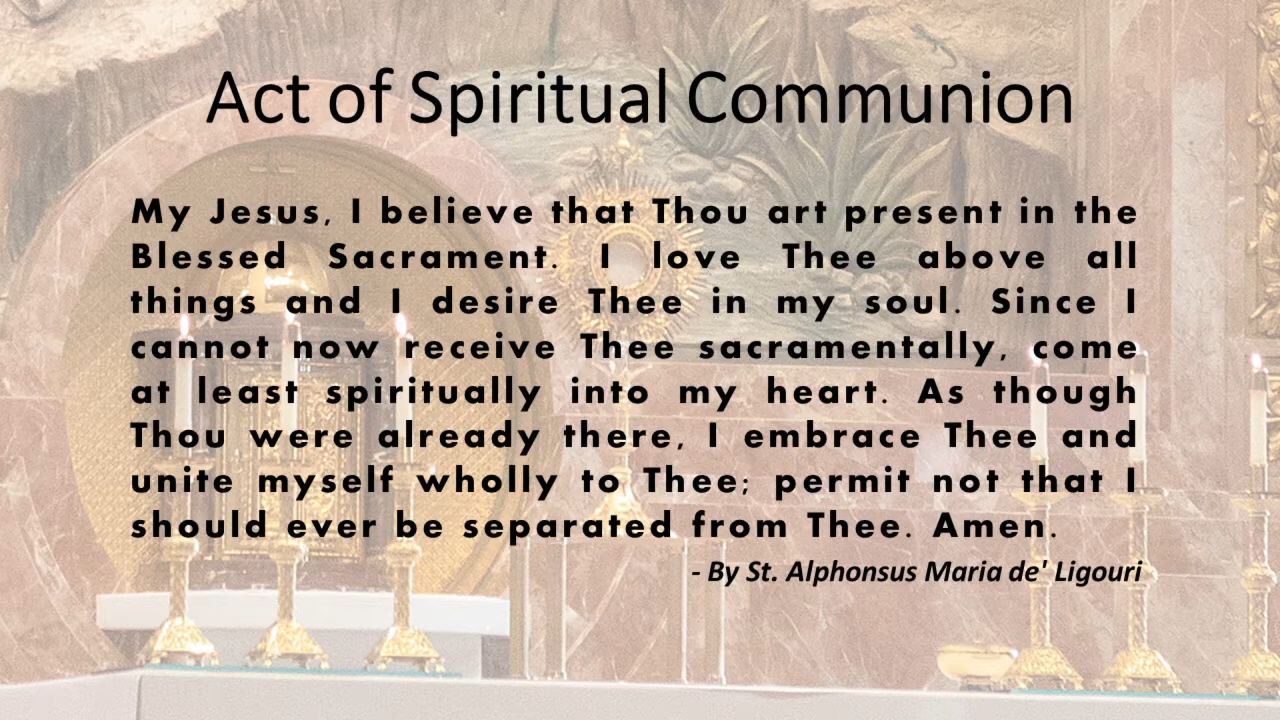 Act of Spiritual Communion
My Jesus, I believe that Thou art present in the
Blessed Sacrament. I love Thee above all
things and I desire Thee in my soul. Since I
cannot now receive Thee sacramentally, come
at least spiritually into my heart. As though
Thou were already there, I embrace Thee and
unite myself wholly to Thee; permit not that I
should ever be separated from Thee. Amen.
- By St. Alphonsus Maria de' Ligouri